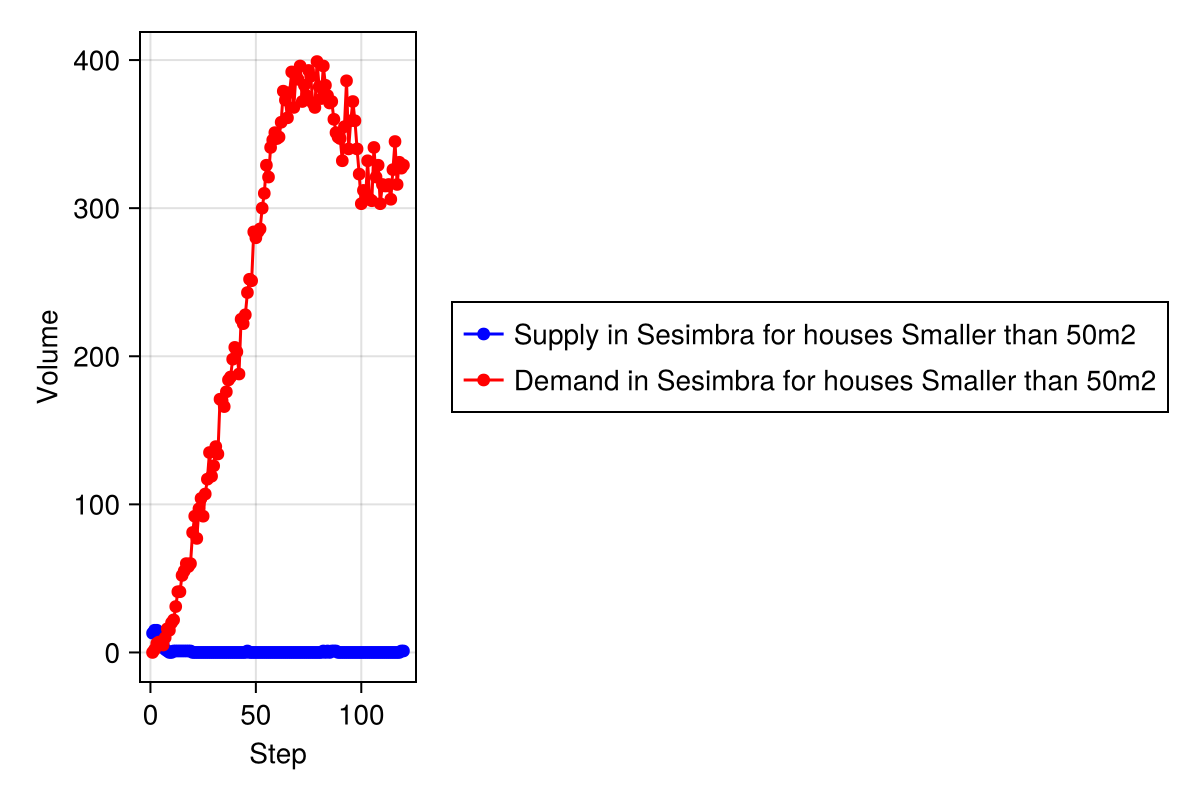 400
300
200
100
0
Volume
0 50 100
Step
Supply in Sesimbra for houses Smaller than 50m2
Demand in Sesimbra for houses Smaller than 50m2